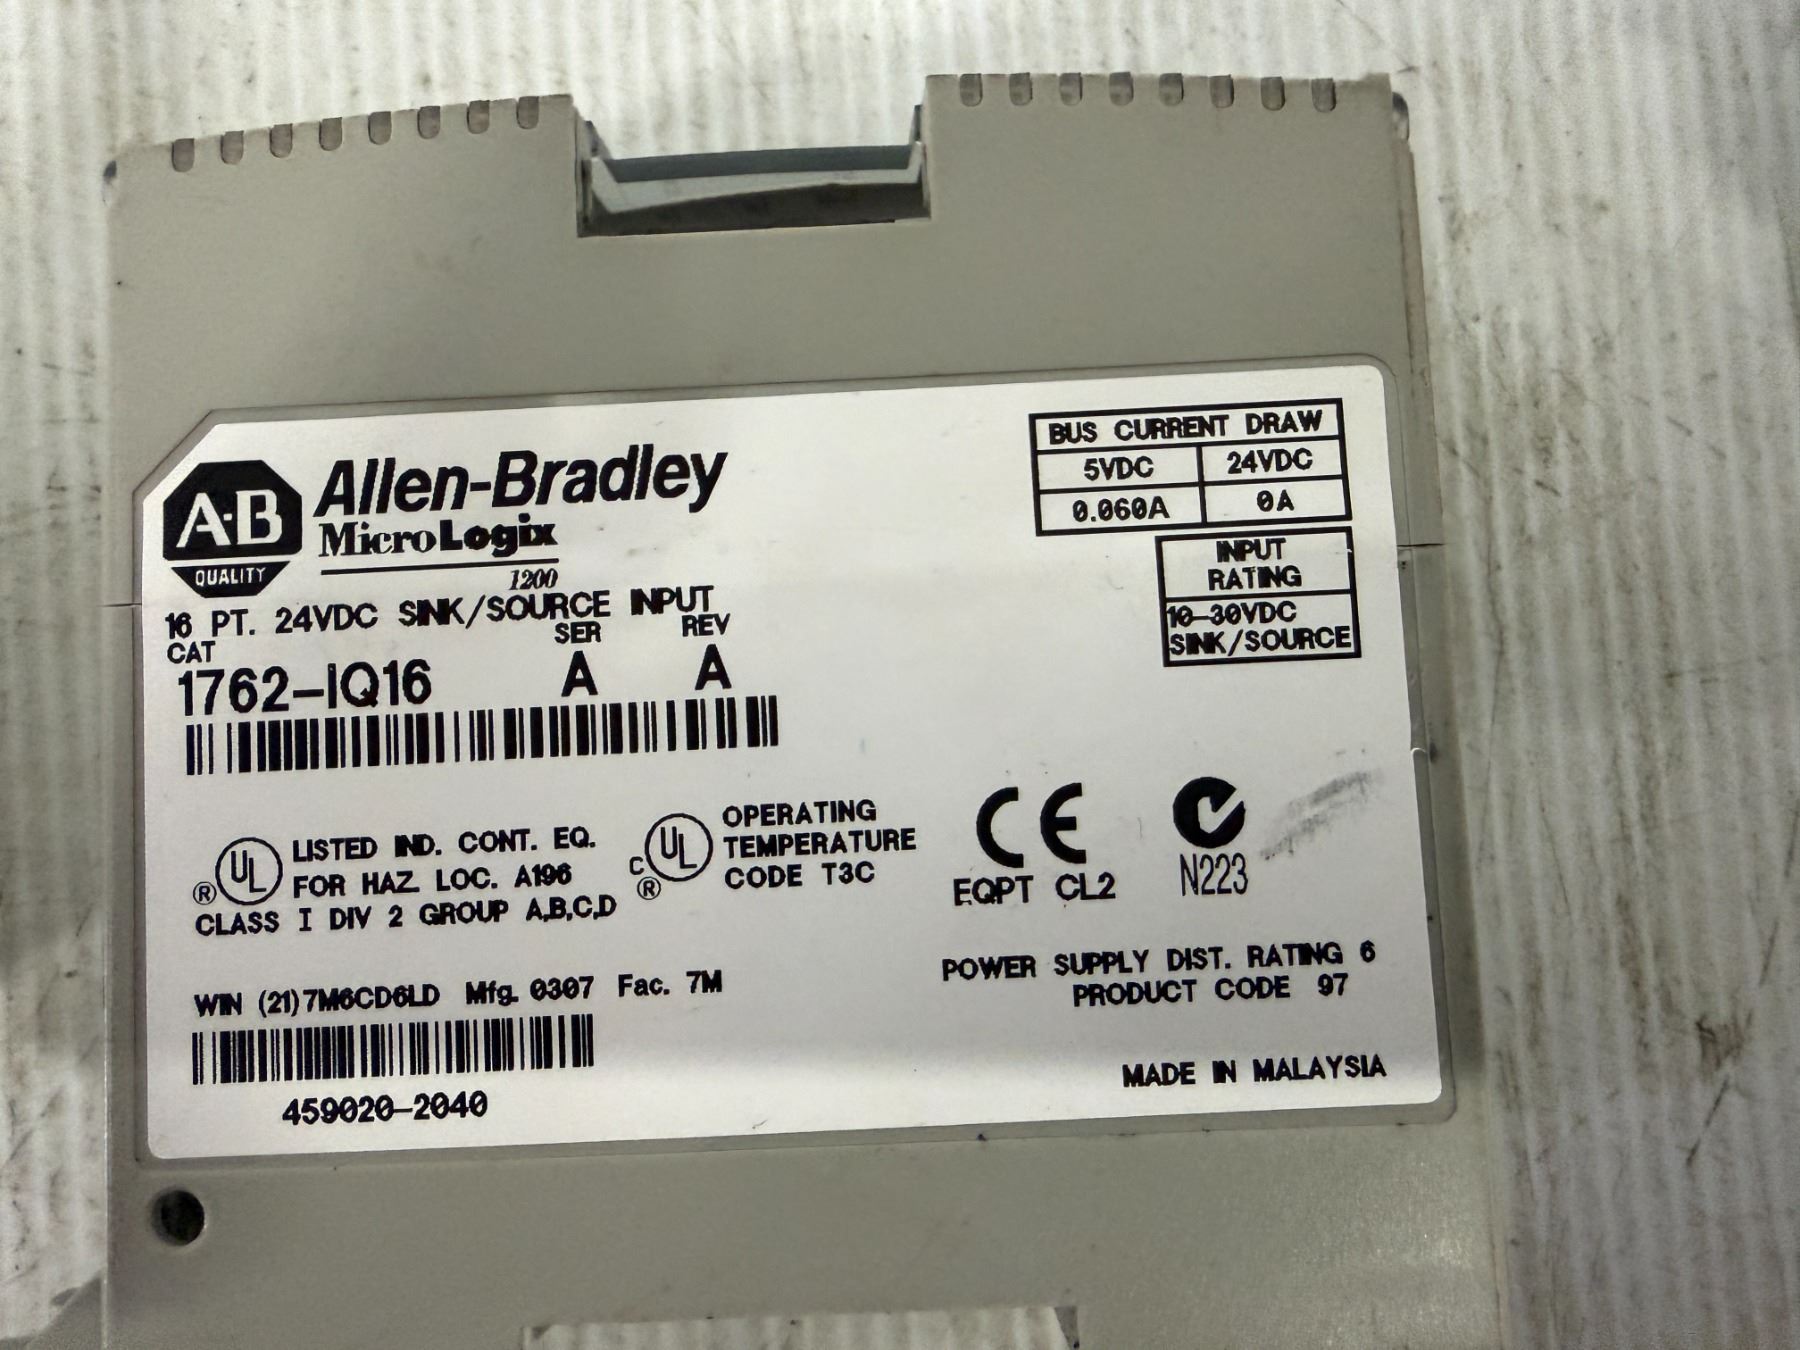 A·B
QUALITY
Allen-Bradley
MicroLogix
1200
16 PT. 24VDC SINK/SOURCE INPUT
CAT SER REV
1762-IQ16 A A
BUS CURRENT DRAW
5VDC 24VDC
0.060A 0A
INPUT
RATING
10-30VDC
SINK/SOURCE
UL
®
LISTED IND. CONT. EQ.
FOR HAZ. LOC. A196
CLASS I DIV 2 GROUP A,B,C,D
C UL
®
OPERATING
TEMPERATURE
CODE T3C
CE
EQPT CL2
N223
WIN (21)7M6CD6LD Mfg. 0307 Fac. 7M
459020-2040
POWER SUPPLY DIST. RATING 6
PRODUCT CODE 97
MADE IN MALAYSIA